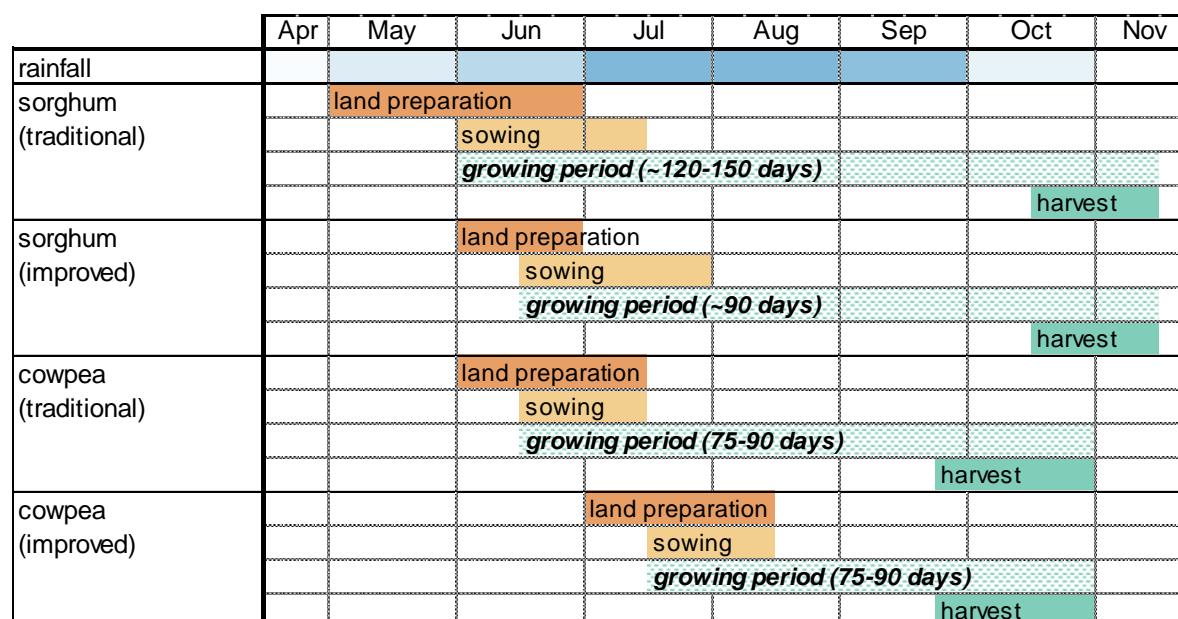 Apr May Jun Jul Aug Sep Oct Nov
rainfall
sorghum land preparation
(traditional) sowing
growing period (~120-150 days)
harvest
sorghum land preparation
(improved) sowing
growing period (~90 days)
harvest
cowpea land preparation
(traditional) sowing
growing period (75-90 days)
harvest
cowpea land preparation
(improved) sowing
growing period (75-90 days)
harvest